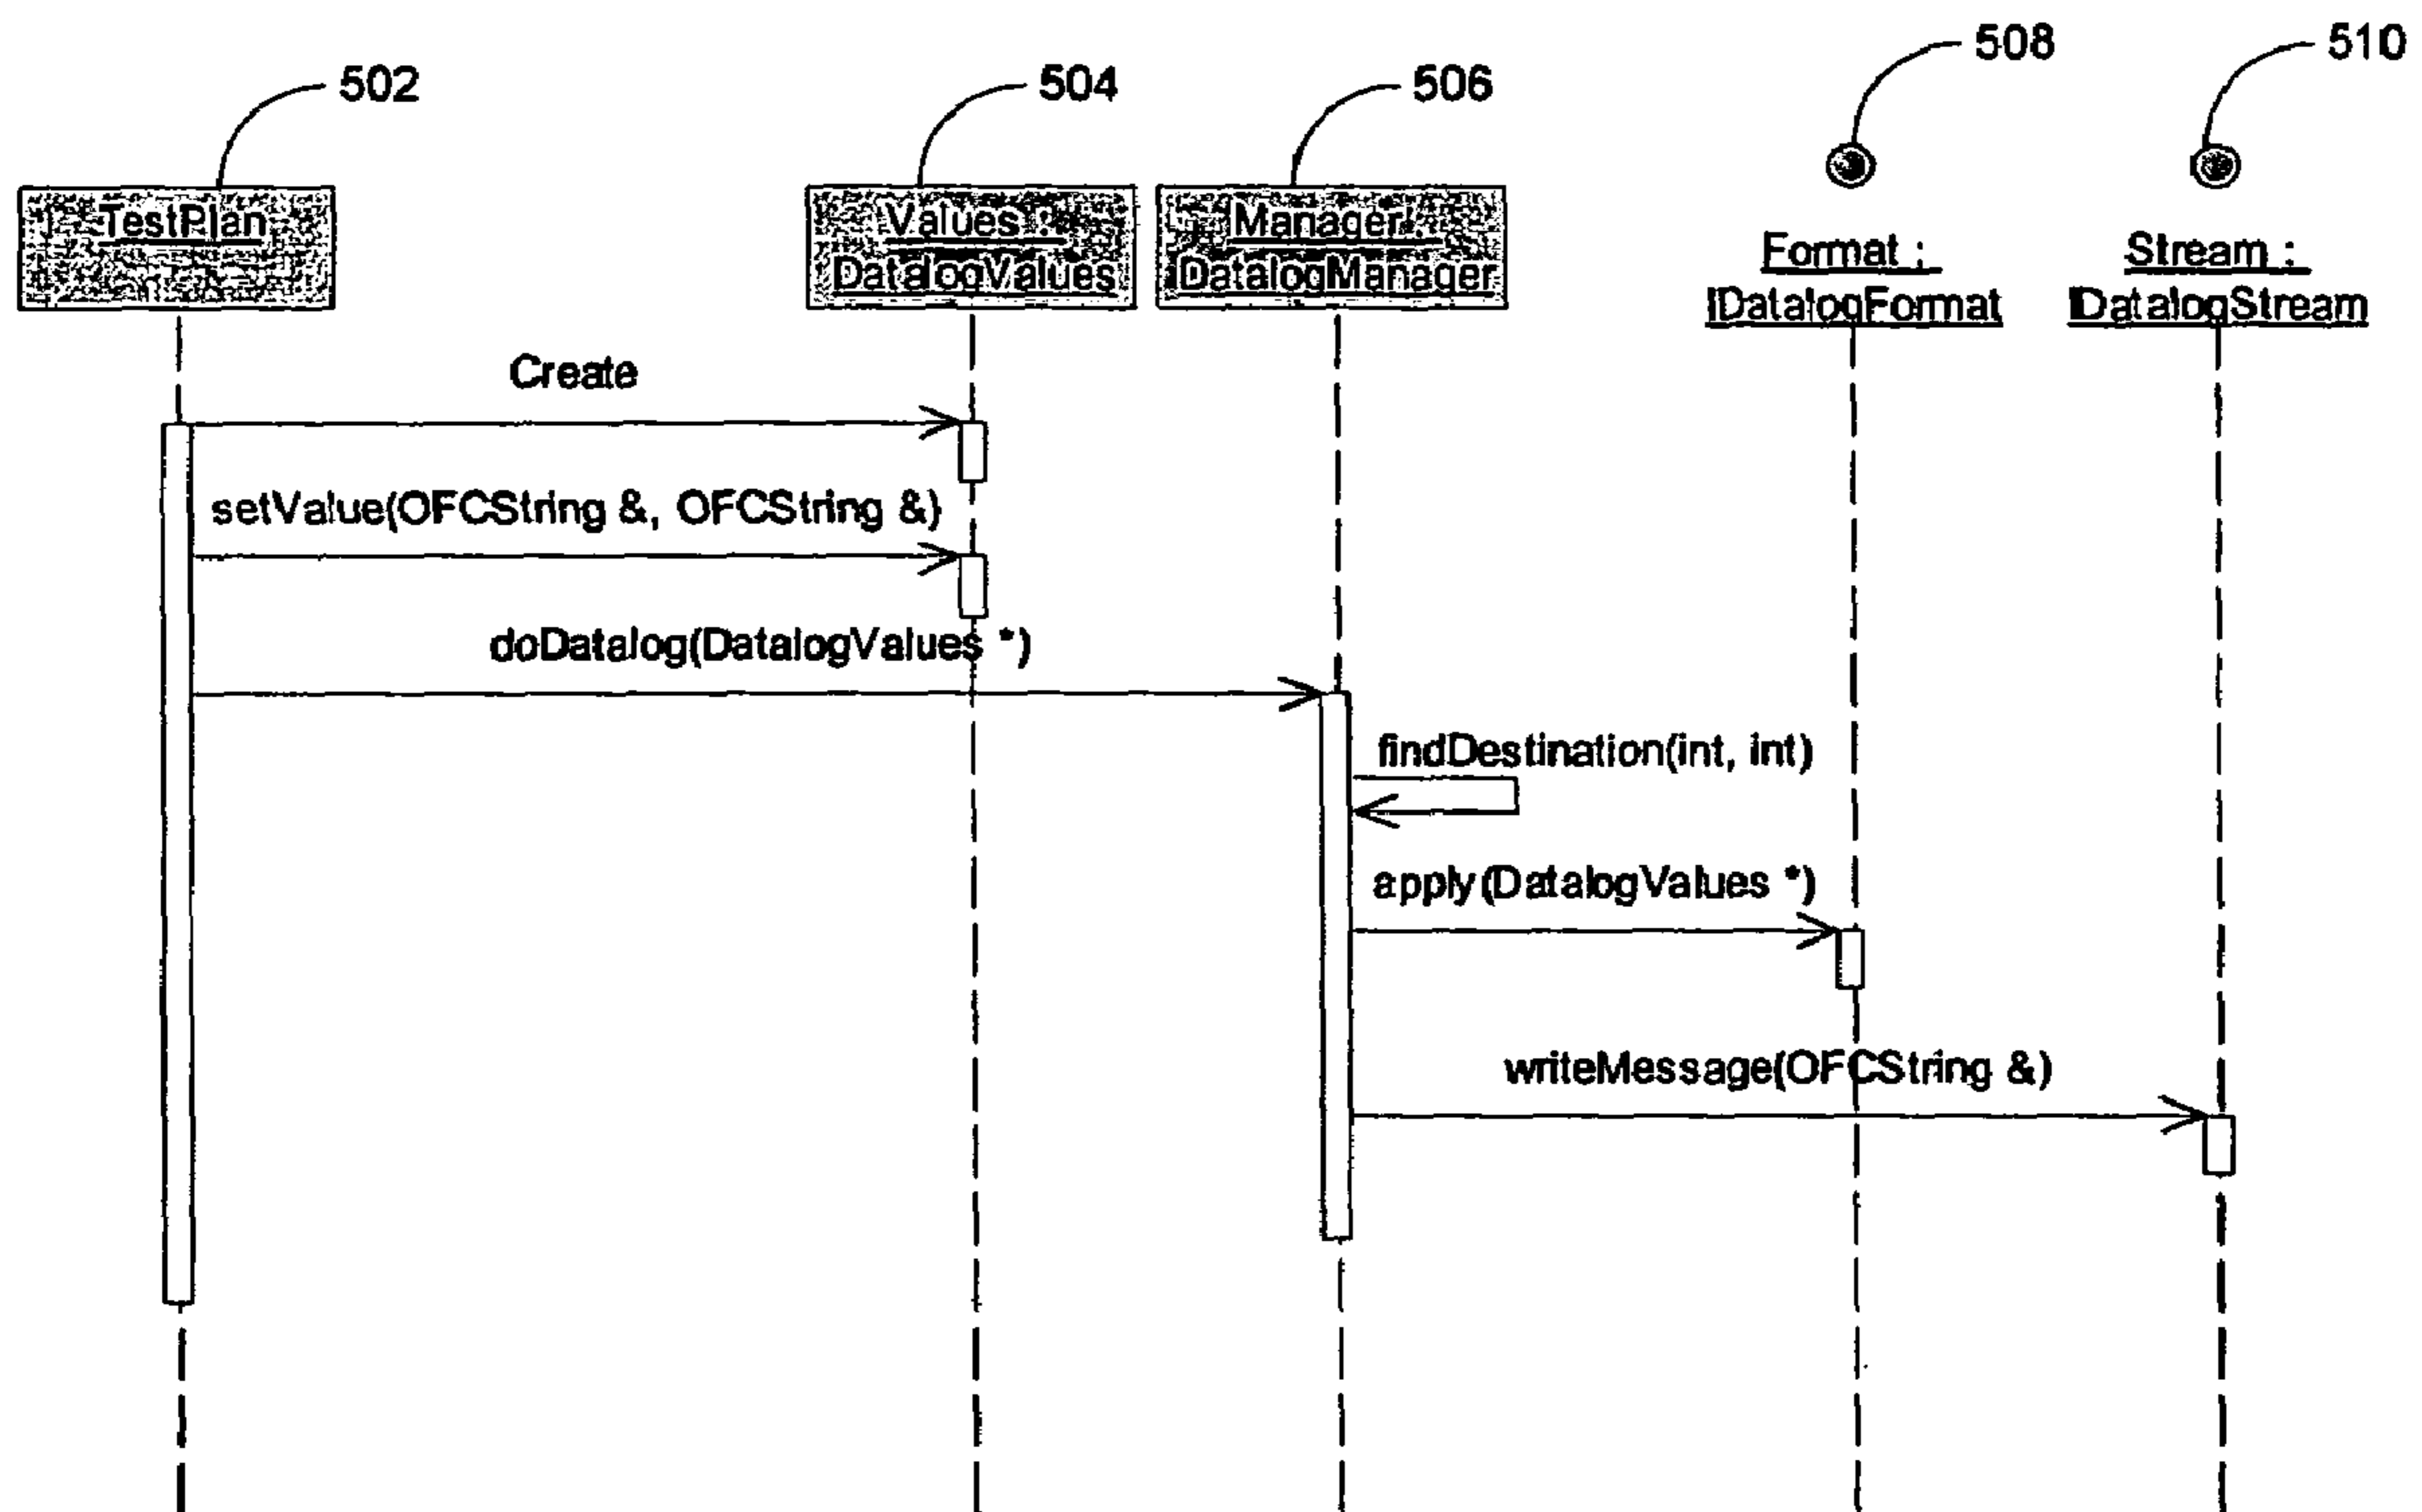 508
510
502
504
506
TestPlan
Values :
DatalogValues
Manager :
DatalogManager
Format :
IDatalogFormat
Stream :
IDatalogStream
Create
setValue(OFCString &, OFCString &)
doDatalog(DatalogValues *)
findDestination(int, int)
apply(DatalogValues *)
writeMessage(OFCString &)